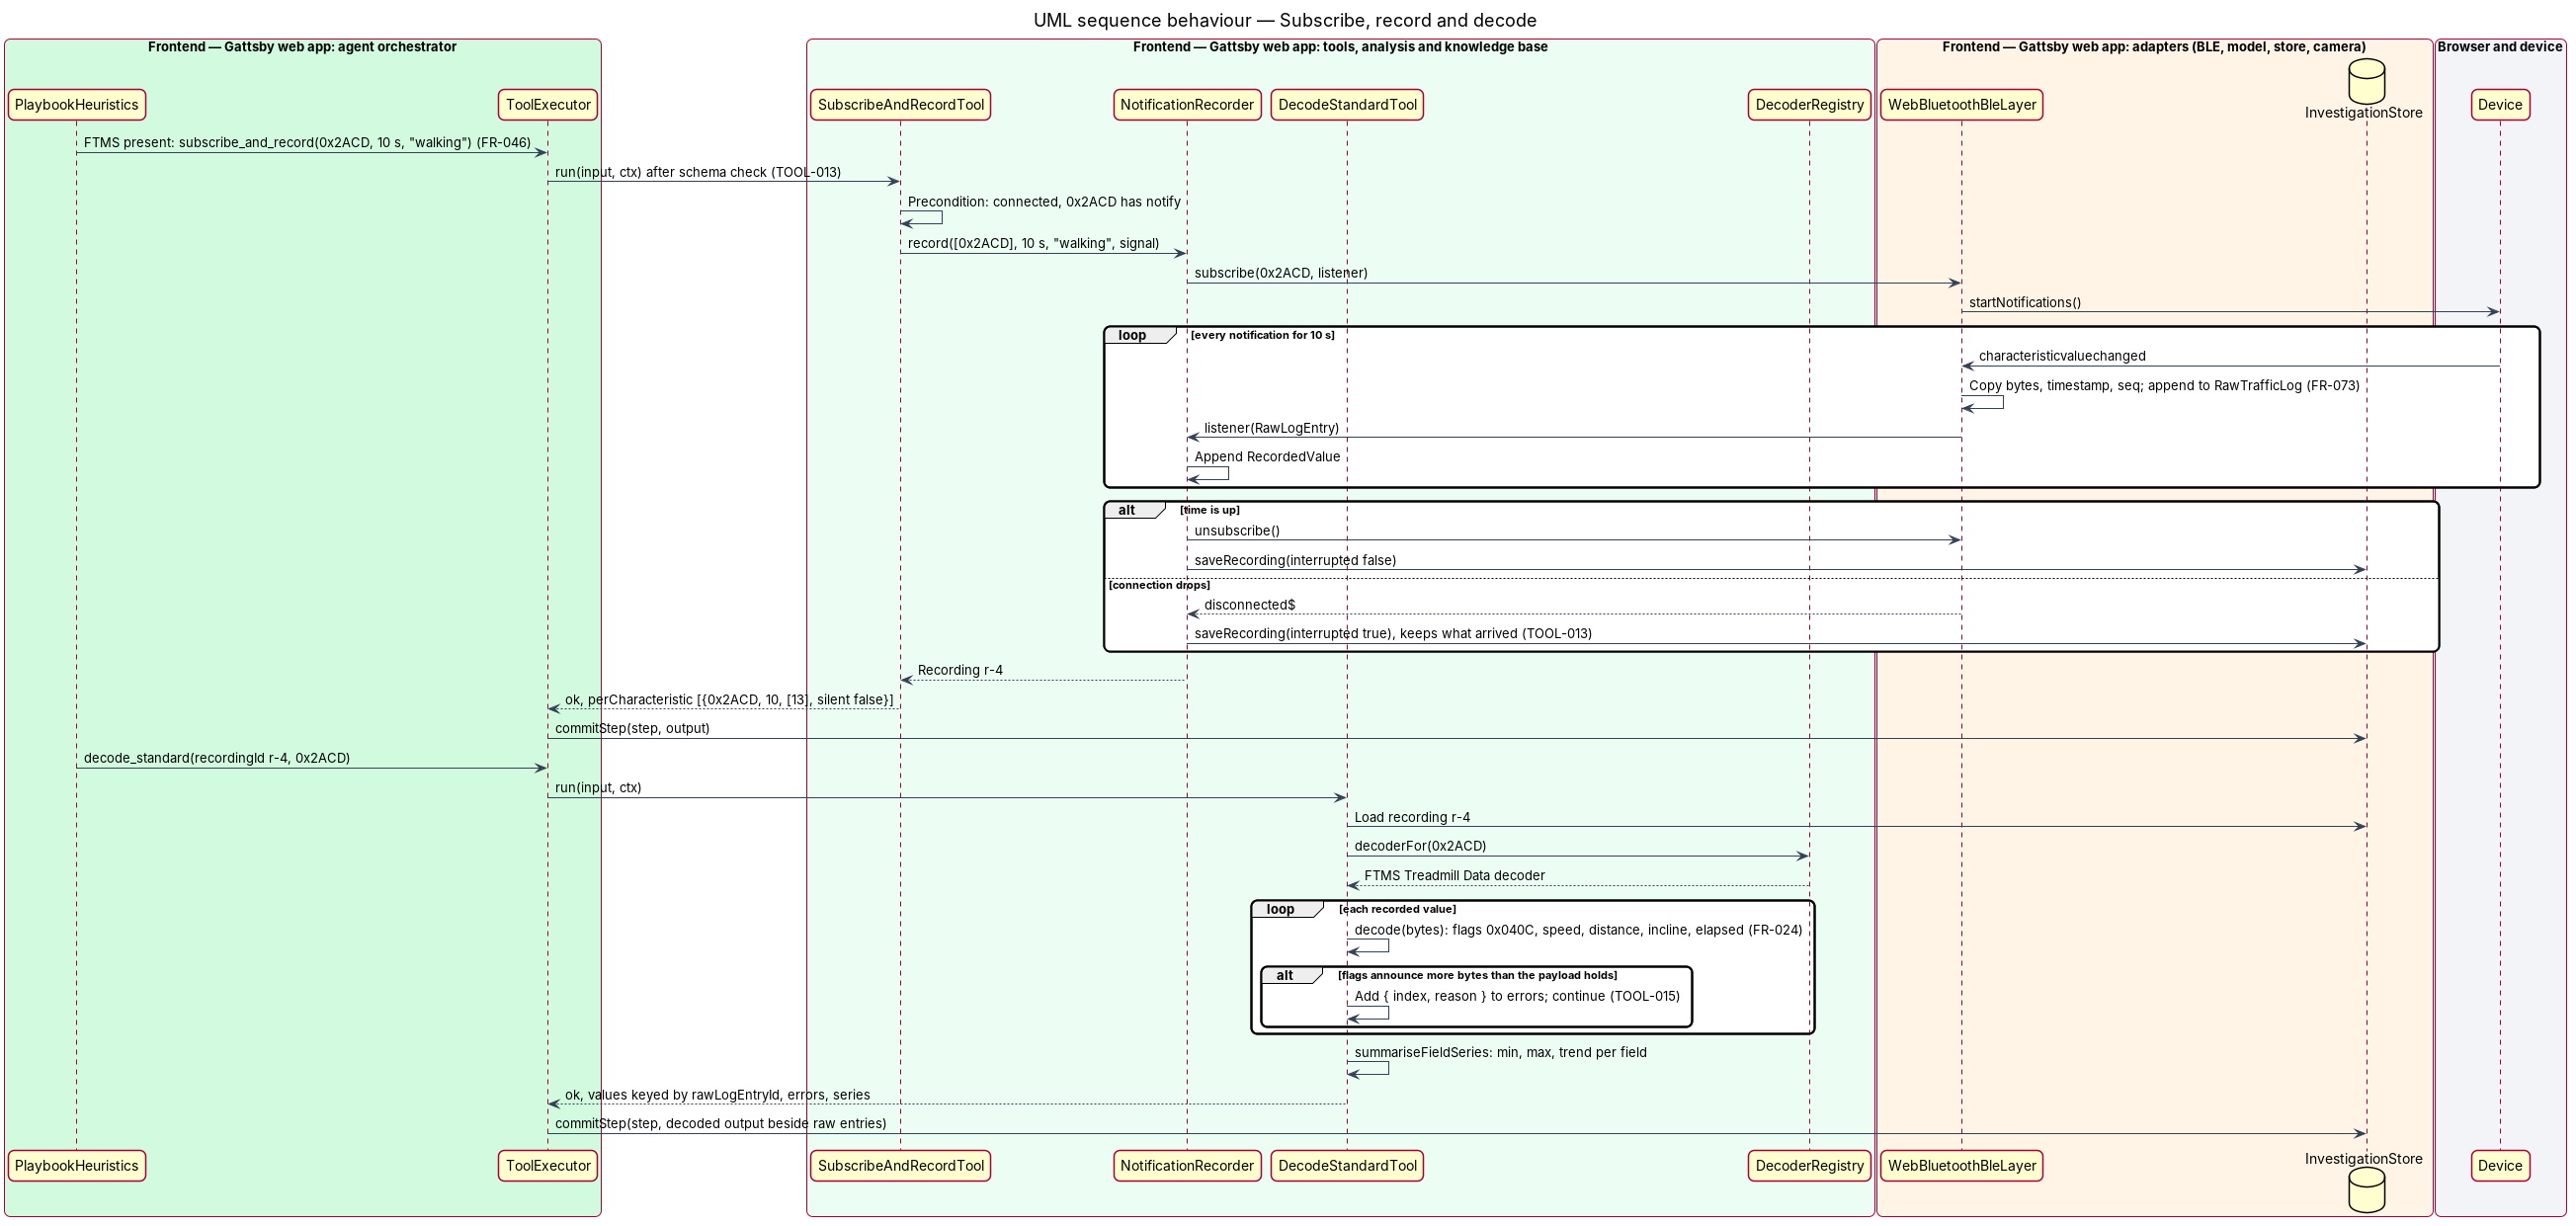 UML sequence behaviour — Subscribe, record and decode
Frontend — Gattsby web app: agent orchestrator
Frontend — Gattsby web app: tools, analysis and knowledge base
Frontend — Gattsby web app: adapters (BLE, model, store, camera)
Browser and device
PlaybookHeuristics
ToolExecutor
SubscribeAndRecordTool
NotificationRecorder
DecodeStandardTool
DecoderRegistry
WebBluetoothBleLayer
InvestigationStore
Device
FTMS present: subscribe_and_record(0x2ACD, 10 s, "walking") (FR-046)
run(input, ctx) after schema check (TOOL-013)
Precondition: connected, 0x2ACD has notify
record([0x2ACD], 10 s, "walking", signal)
subscribe(0x2ACD, listener)
startNotifications()
loop
[every notification for 10 s]
characteristicvaluechanged
Copy bytes, timestamp, seq; append to RawTrafficLog (FR-073)
listener(RawLogEntry)
Append RecordedValue
alt
[time is up]
unsubscribe()
saveRecording(interrupted false)
[connection drops]
disconnected$
saveRecording(interrupted true), keeps what arrived (TOOL-013)
Recording r-4
ok, perCharacteristic [{0x2ACD, 10, [13], silent false}]
commitStep(step, output)
decode_standard(recordingId r-4, 0x2ACD)
run(input, ctx)
Load recording r-4
decoderFor(0x2ACD)
FTMS Treadmill Data decoder
loop
[each recorded value]
decode(bytes): flags 0x040C, speed, distance, incline, elapsed (FR-024)
alt
[flags announce more bytes than the payload holds]
Add { index, reason } to errors; continue (TOOL-015)
summariseFieldSeries: min, max, trend per field
ok, values keyed by rawLogEntryId, errors, series
commitStep(step, decoded output beside raw entries)
PlaybookHeuristics
ToolExecutor
SubscribeAndRecordTool
NotificationRecorder
DecodeStandardTool
DecoderRegistry
WebBluetoothBleLayer
InvestigationStore
Device